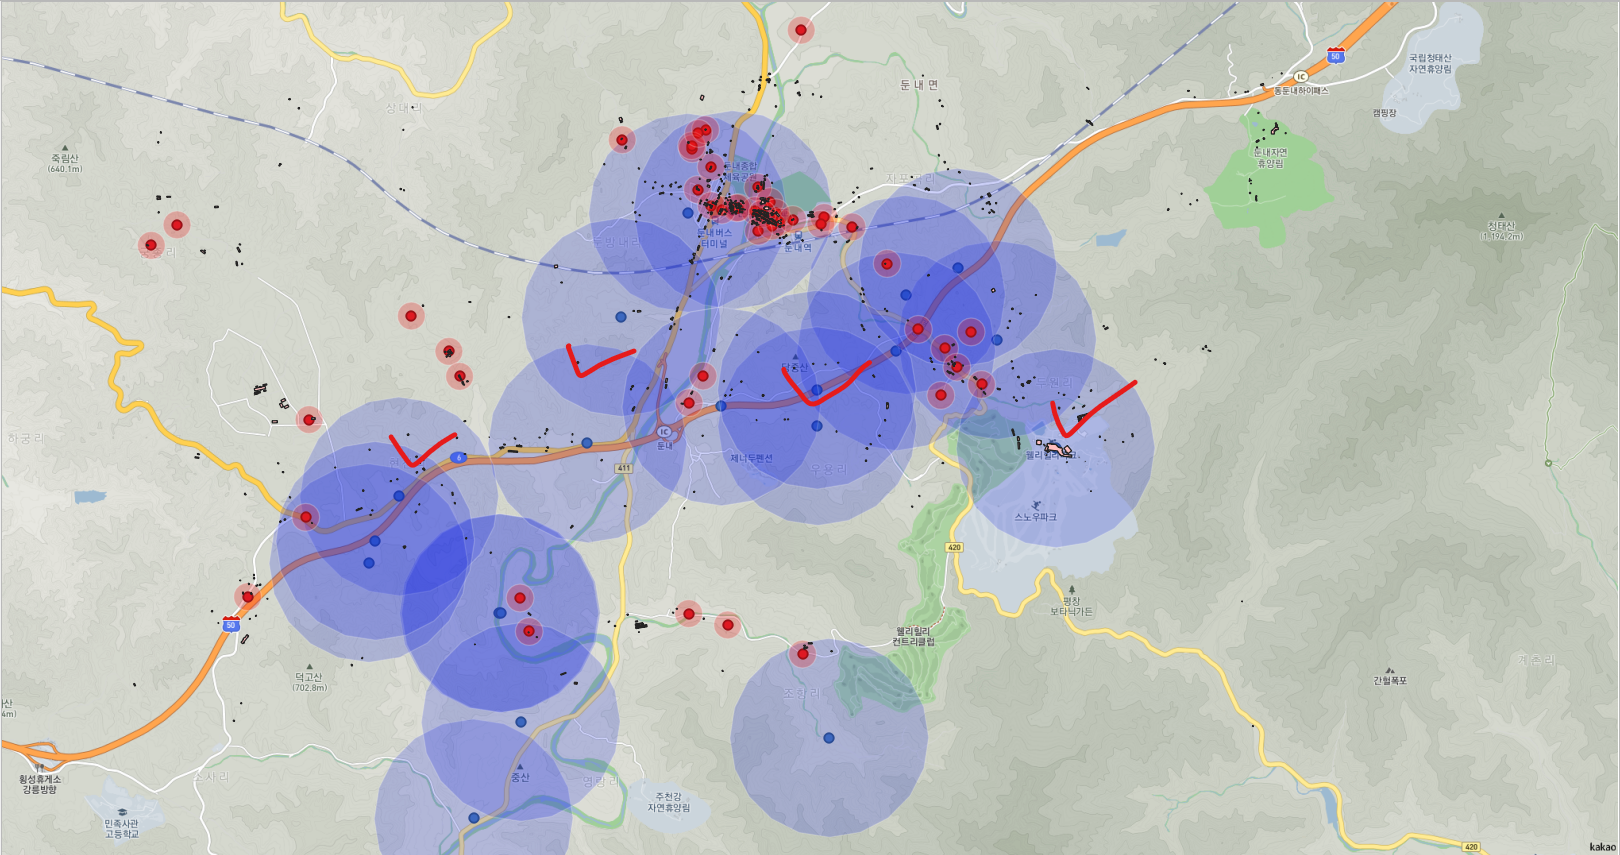 50
국립청태산
자연휴양림
IC
동둔내하이패스
둔내면
캠핑장
상대리
죽림산
(640.1m)
둔내종합
체육공원
둔내자연
휴양림
자포곡리
청태산
(1,194.2m)
둔내버스
터미널
둔내역
두원리
하궁리
6
IC
둔내
411
제너두펜션
우용리
스노우파크
420
평창
보타닉가든
50
웰리힐리
컨트리클럽
덕고산
(702.8m)
조항리
간헐폭포
4m)
횡성휴게소
강릉방향
소사리
중산
주천강
자연휴양림
민족사관
고등학교
420
kakao